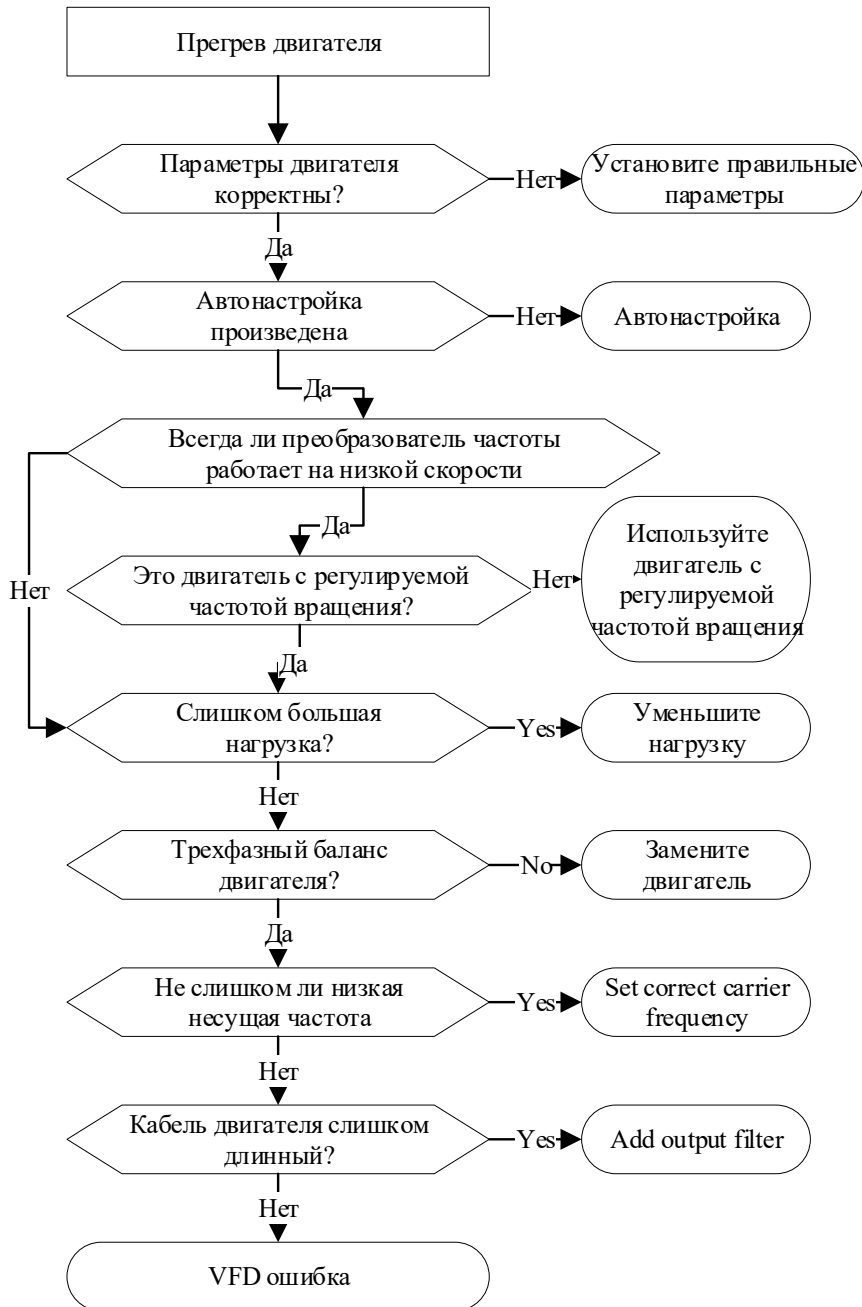 Прегрев двигателя
Параметры двигателя
корректны?
Нет
Установите правильные
параметры
Да
Автонастройка
произведена
Нет
Автонастройка
Да
Всегда ли преобразователь частоты
работает на низкой скорости
Да
Нет
Это двигатель с регулируемой
частотой вращения?
Нет
Используйте
двигатель с
регулируемой
частотой вращения
Да
Слишком большая
нагрузка?
Yes
Уменьшите
нагрузку
Нет
Трехфазный баланс
двигателя?
No
Замените
двигатель
Да
Не слишком ли низкая
несущая частота
Yes
Set correct carrier
frequency
Нет
Кабель двигателя слишком
длинный?
Yes
Add output filter
Нет
VFD ошибка